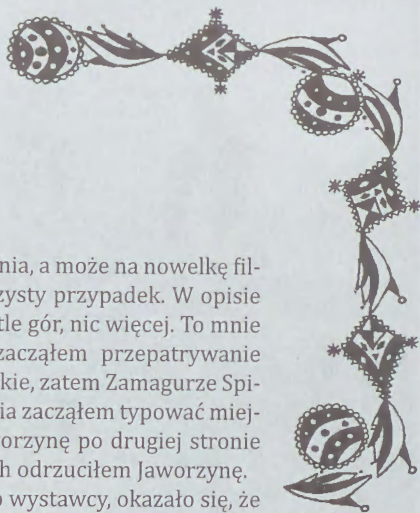 nia, a może na nowelkę fil-
zysty przypadek. W opisie
tle gór, nic więcej. To mnie
zacząłem przepatrywanie
kie, zatem Zamagurze Spi-
ia zacząłem typować miej-
worzynę po drugiej stronie
h odrzuciłem Jaworzynę.
o wystawcy, okazało się, że